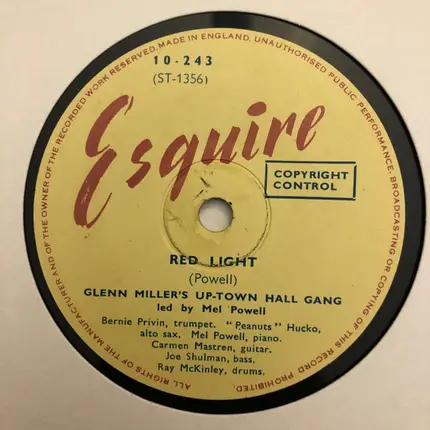 ALL RIGHTS OF THE MANUFACTURER AND OF THE OWNER OF THE RECORDED WORK RESERVED. MADE IN ENGLAND. UNAUTHORISED PUBLIC PERFORMANCE, BROADCASTING OR COPYING OF THIS RECORD PROHIBITED.
10 - 243
(ST-1356)
Esquire
COPYRIGHT
CONTROL
RED LIGHT
(Powell)
GLENN MILLER'S UP-TOWN HALL GANG
led by Mel Powell
Bernie Privin, trumpet. "Peanuts" Hucko,
alto sax. Mel Powell, piano.
Carmen Mastren, guitar.
Joe Shulman, bass.
Ray McKinley, drums.